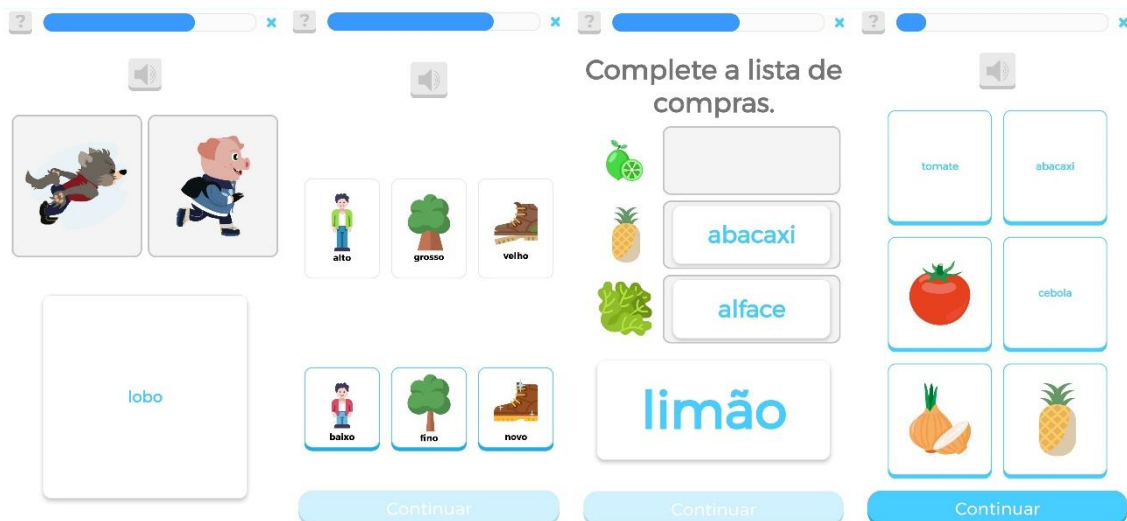 ?
×
lobo
?
×
alto
grosso
velho
baixo
fino
novo
Continuar
?
×
Complete a lista de
compras.
abacaxi
alface
limão
Continuar
?
×
tomate
abacaxi
cebola
Continuar